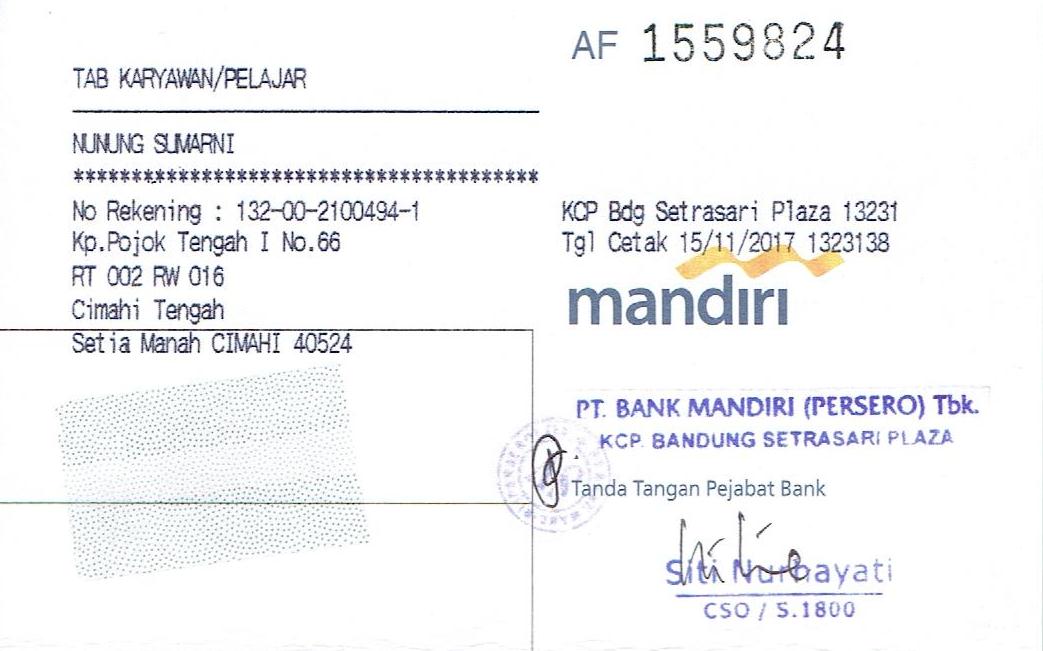 AF 1559824
TAB KARYAWAN/PELAJAR
NUNUNG SUMARNI
****************************************
No Rekening : 132-00-2100494-1
Kp.Pojok Tengah I No.66
RT 002 RW 016
Cimahi Tengah
Setia Manah CIMAHI 40524
KCP Bdg Setrasari Plaza 13231
Tgl Cetak 15/11/2017 1323138
mandiri
PT. BANK MANDIRI (PERSERO) Tbk.
KCP. BANDUNG SETRASARI PLAZA
Tanda Tangan Pejabat Bank
Siti Nurhayati
CSO / S.1800